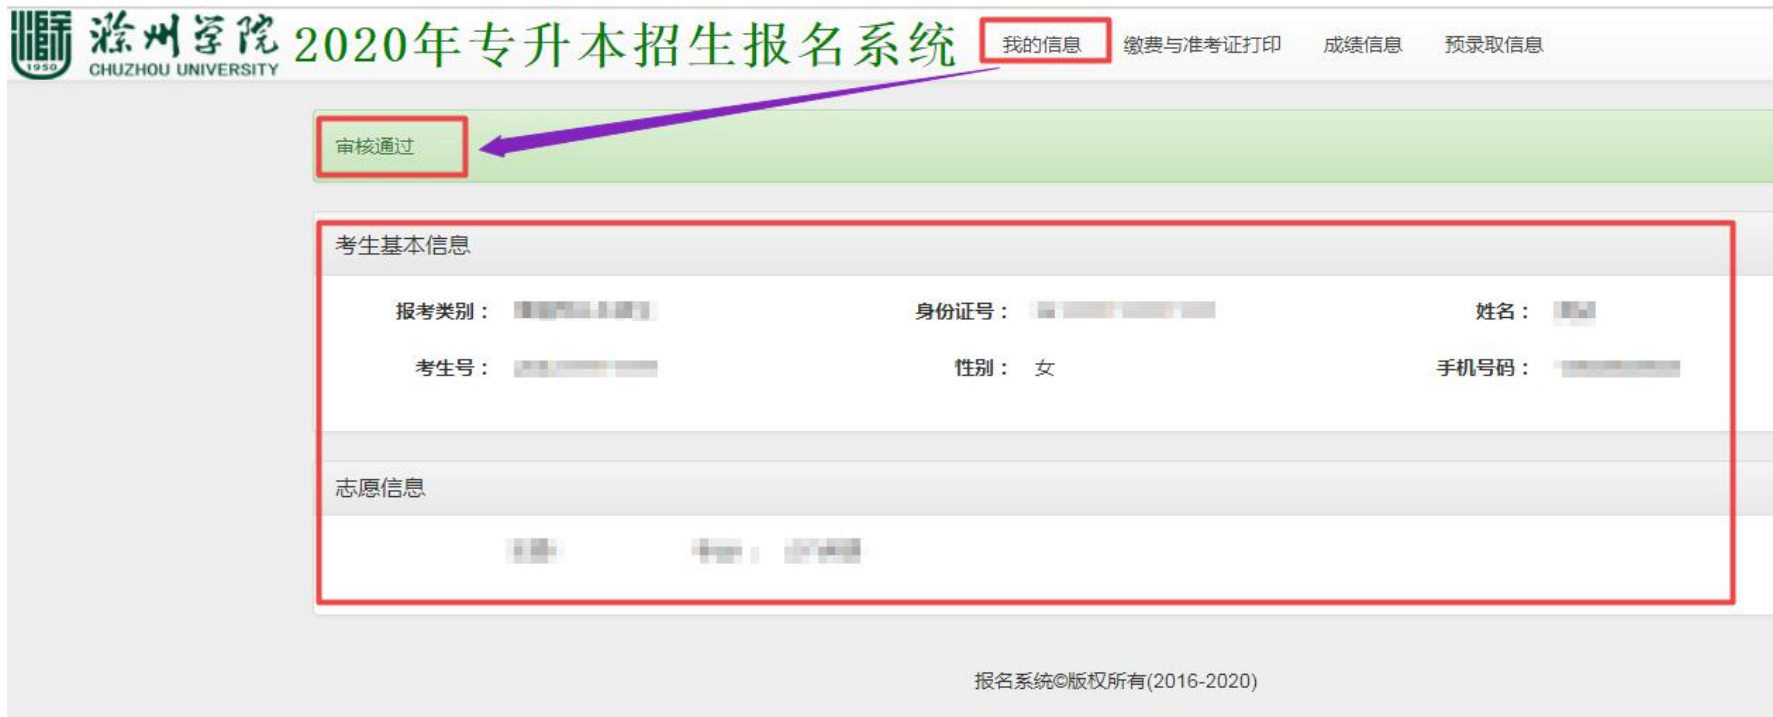 滁州学院 2020年专升本招生报名系统 我的信息 缴费与准考证打印 成绩信息 预录取信息
1950 CHUZHOU UNIVERSITY
审核通过
考生基本信息
报考类别： 身份证号： 姓名：
考生号： 性别： 女 手机号码：
志愿信息
报名系统©版权所有(2016-2020)